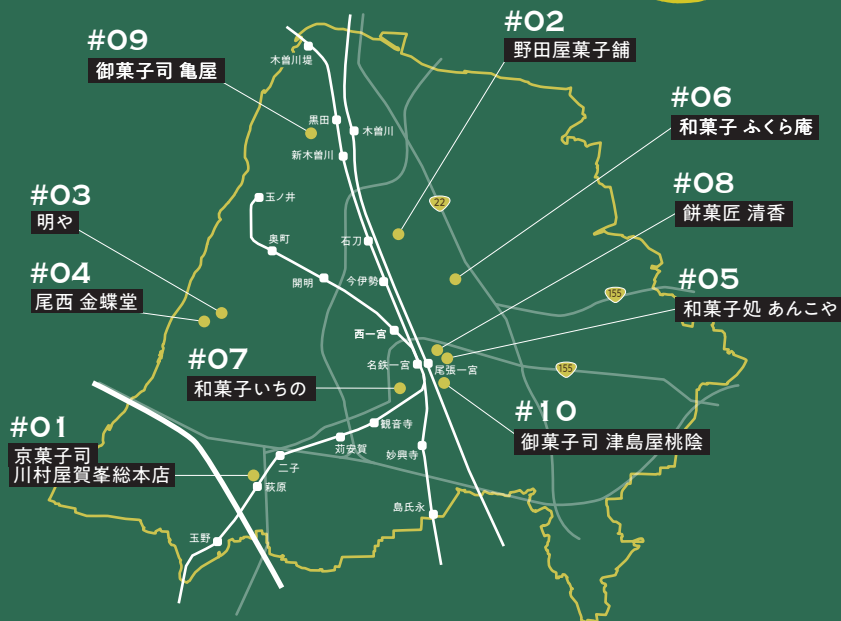 #09
御菓子司 亀屋
#02
野田屋菓子舗
#06
和菓子 ふくら庵
#08
餅菓匠 清香
#05
和菓子処 あんこや
#03
明や
#04
尾西 金蝶堂
#07
和菓子いちの
#01
京菓子司
川村屋賀峯総本店
#10
御菓子司 津島屋桃陰
木曽川堤
黒田
木曽川
新木曽川
玉ノ井
奥町
開明
石刀
今伊勢
西一宮
名鉄一宮
尾張一宮
観音寺
苅安賀
二子
萩原
玉野
妙興寺
島氏永
22
155
155